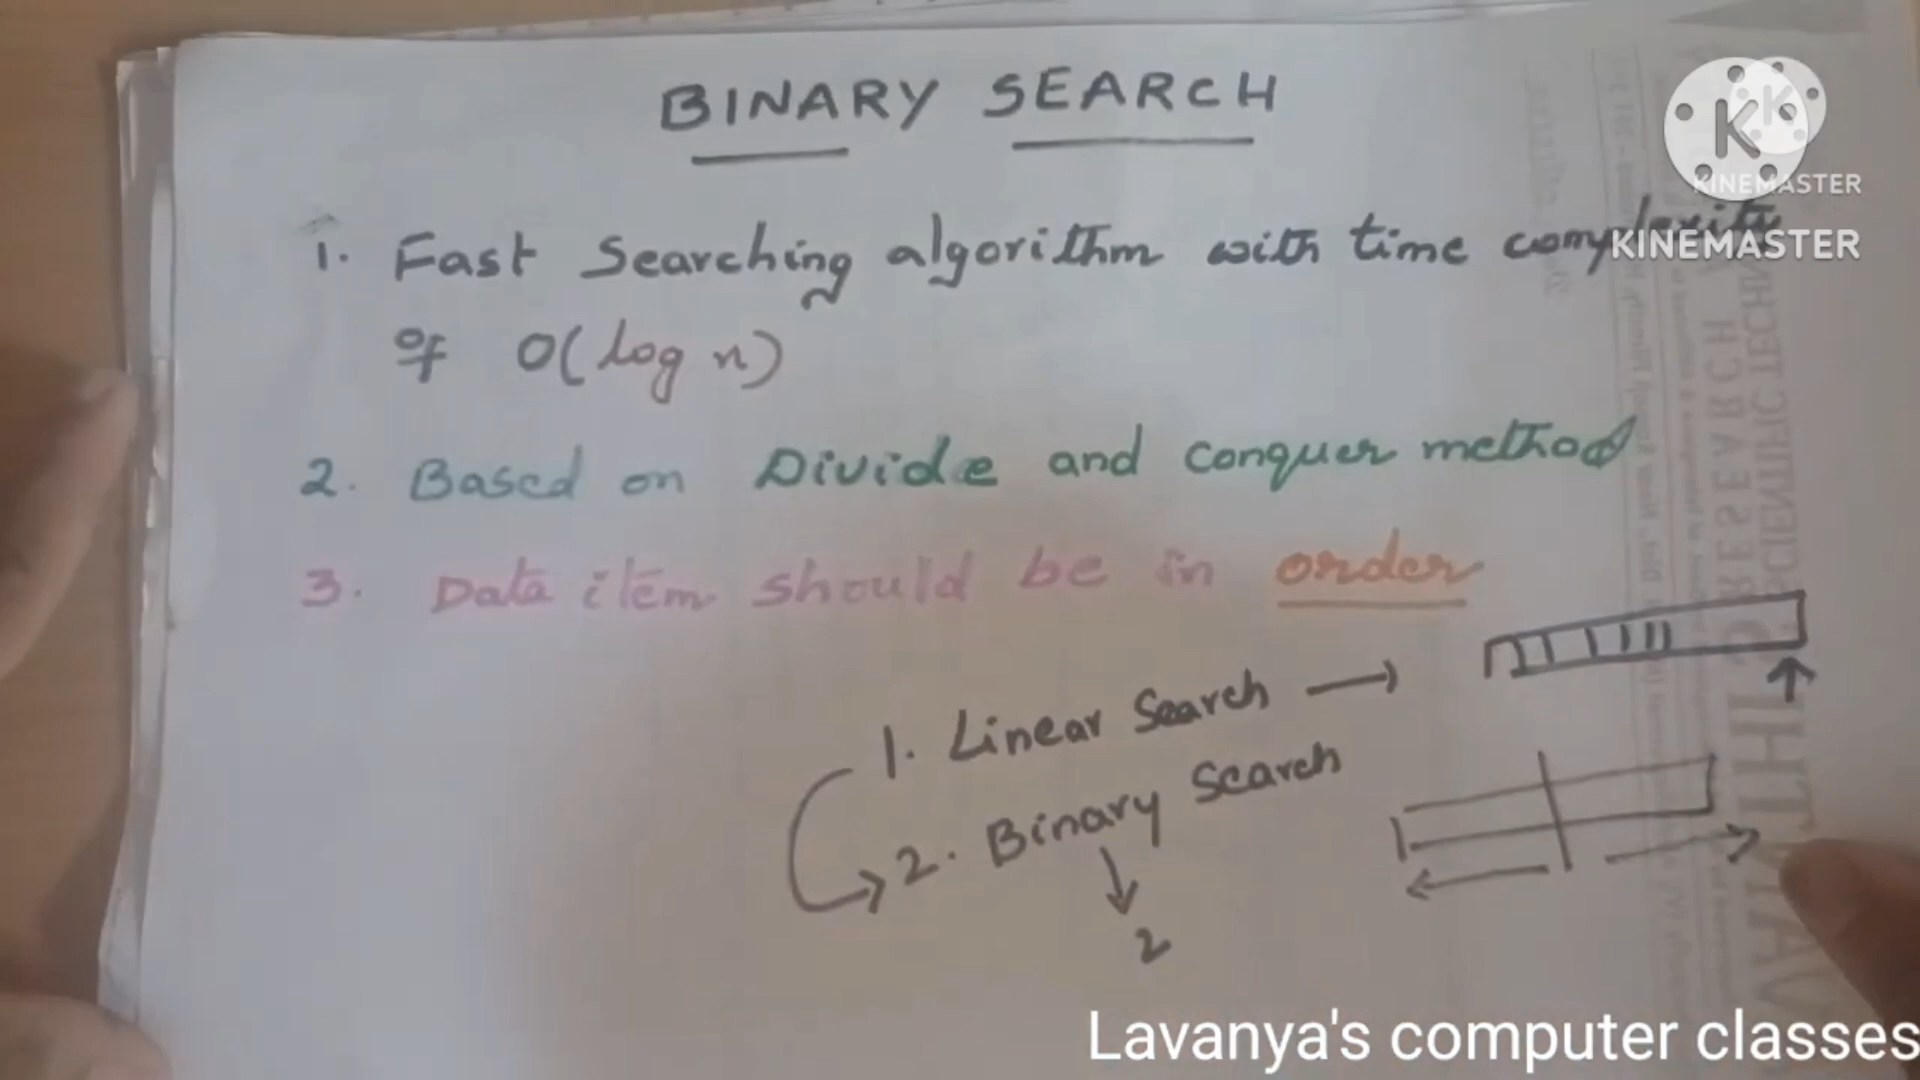 BINARY SEARCH
KINEMASTER
KINEMASTER
1. Fast Searching algorithm with time complexity
of O(log n)
2. Based on Divide and conquer method
3. Data item should be in order
1. Linear Search →
2. Binary Search
2
Lavanya's computer classes